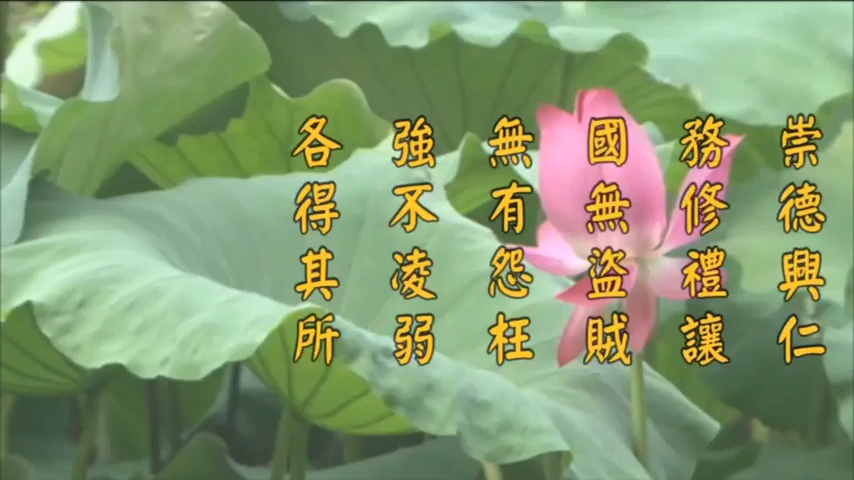 崇德興仁
務修禮讓
國無盜賊
無有怨枉
強不凌弱
各得其所